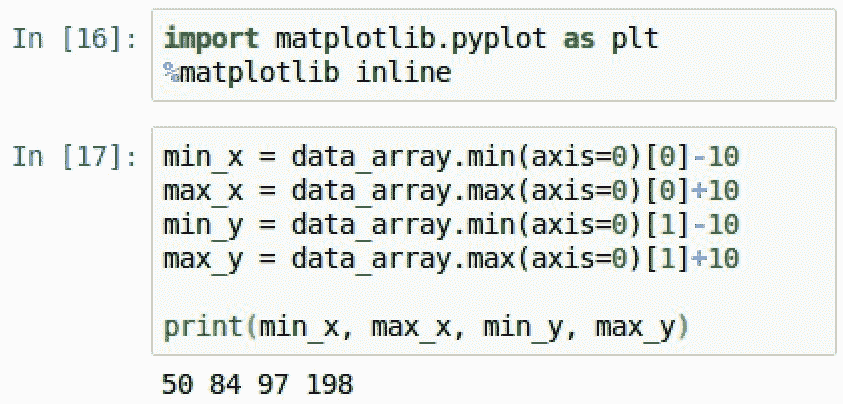 In [16]: import matplotlib.pyplot as plt
%matplotlib inline
In [17]: min_x = data_array.min(axis=0)[0]-10
max_x = data_array.max(axis=0)[0]+10
min_y = data_array.min(axis=0)[1]-10
max_y = data_array.max(axis=0)[1]+10
print(min_x, max_x, min_y, max_y)
50 84 97 198